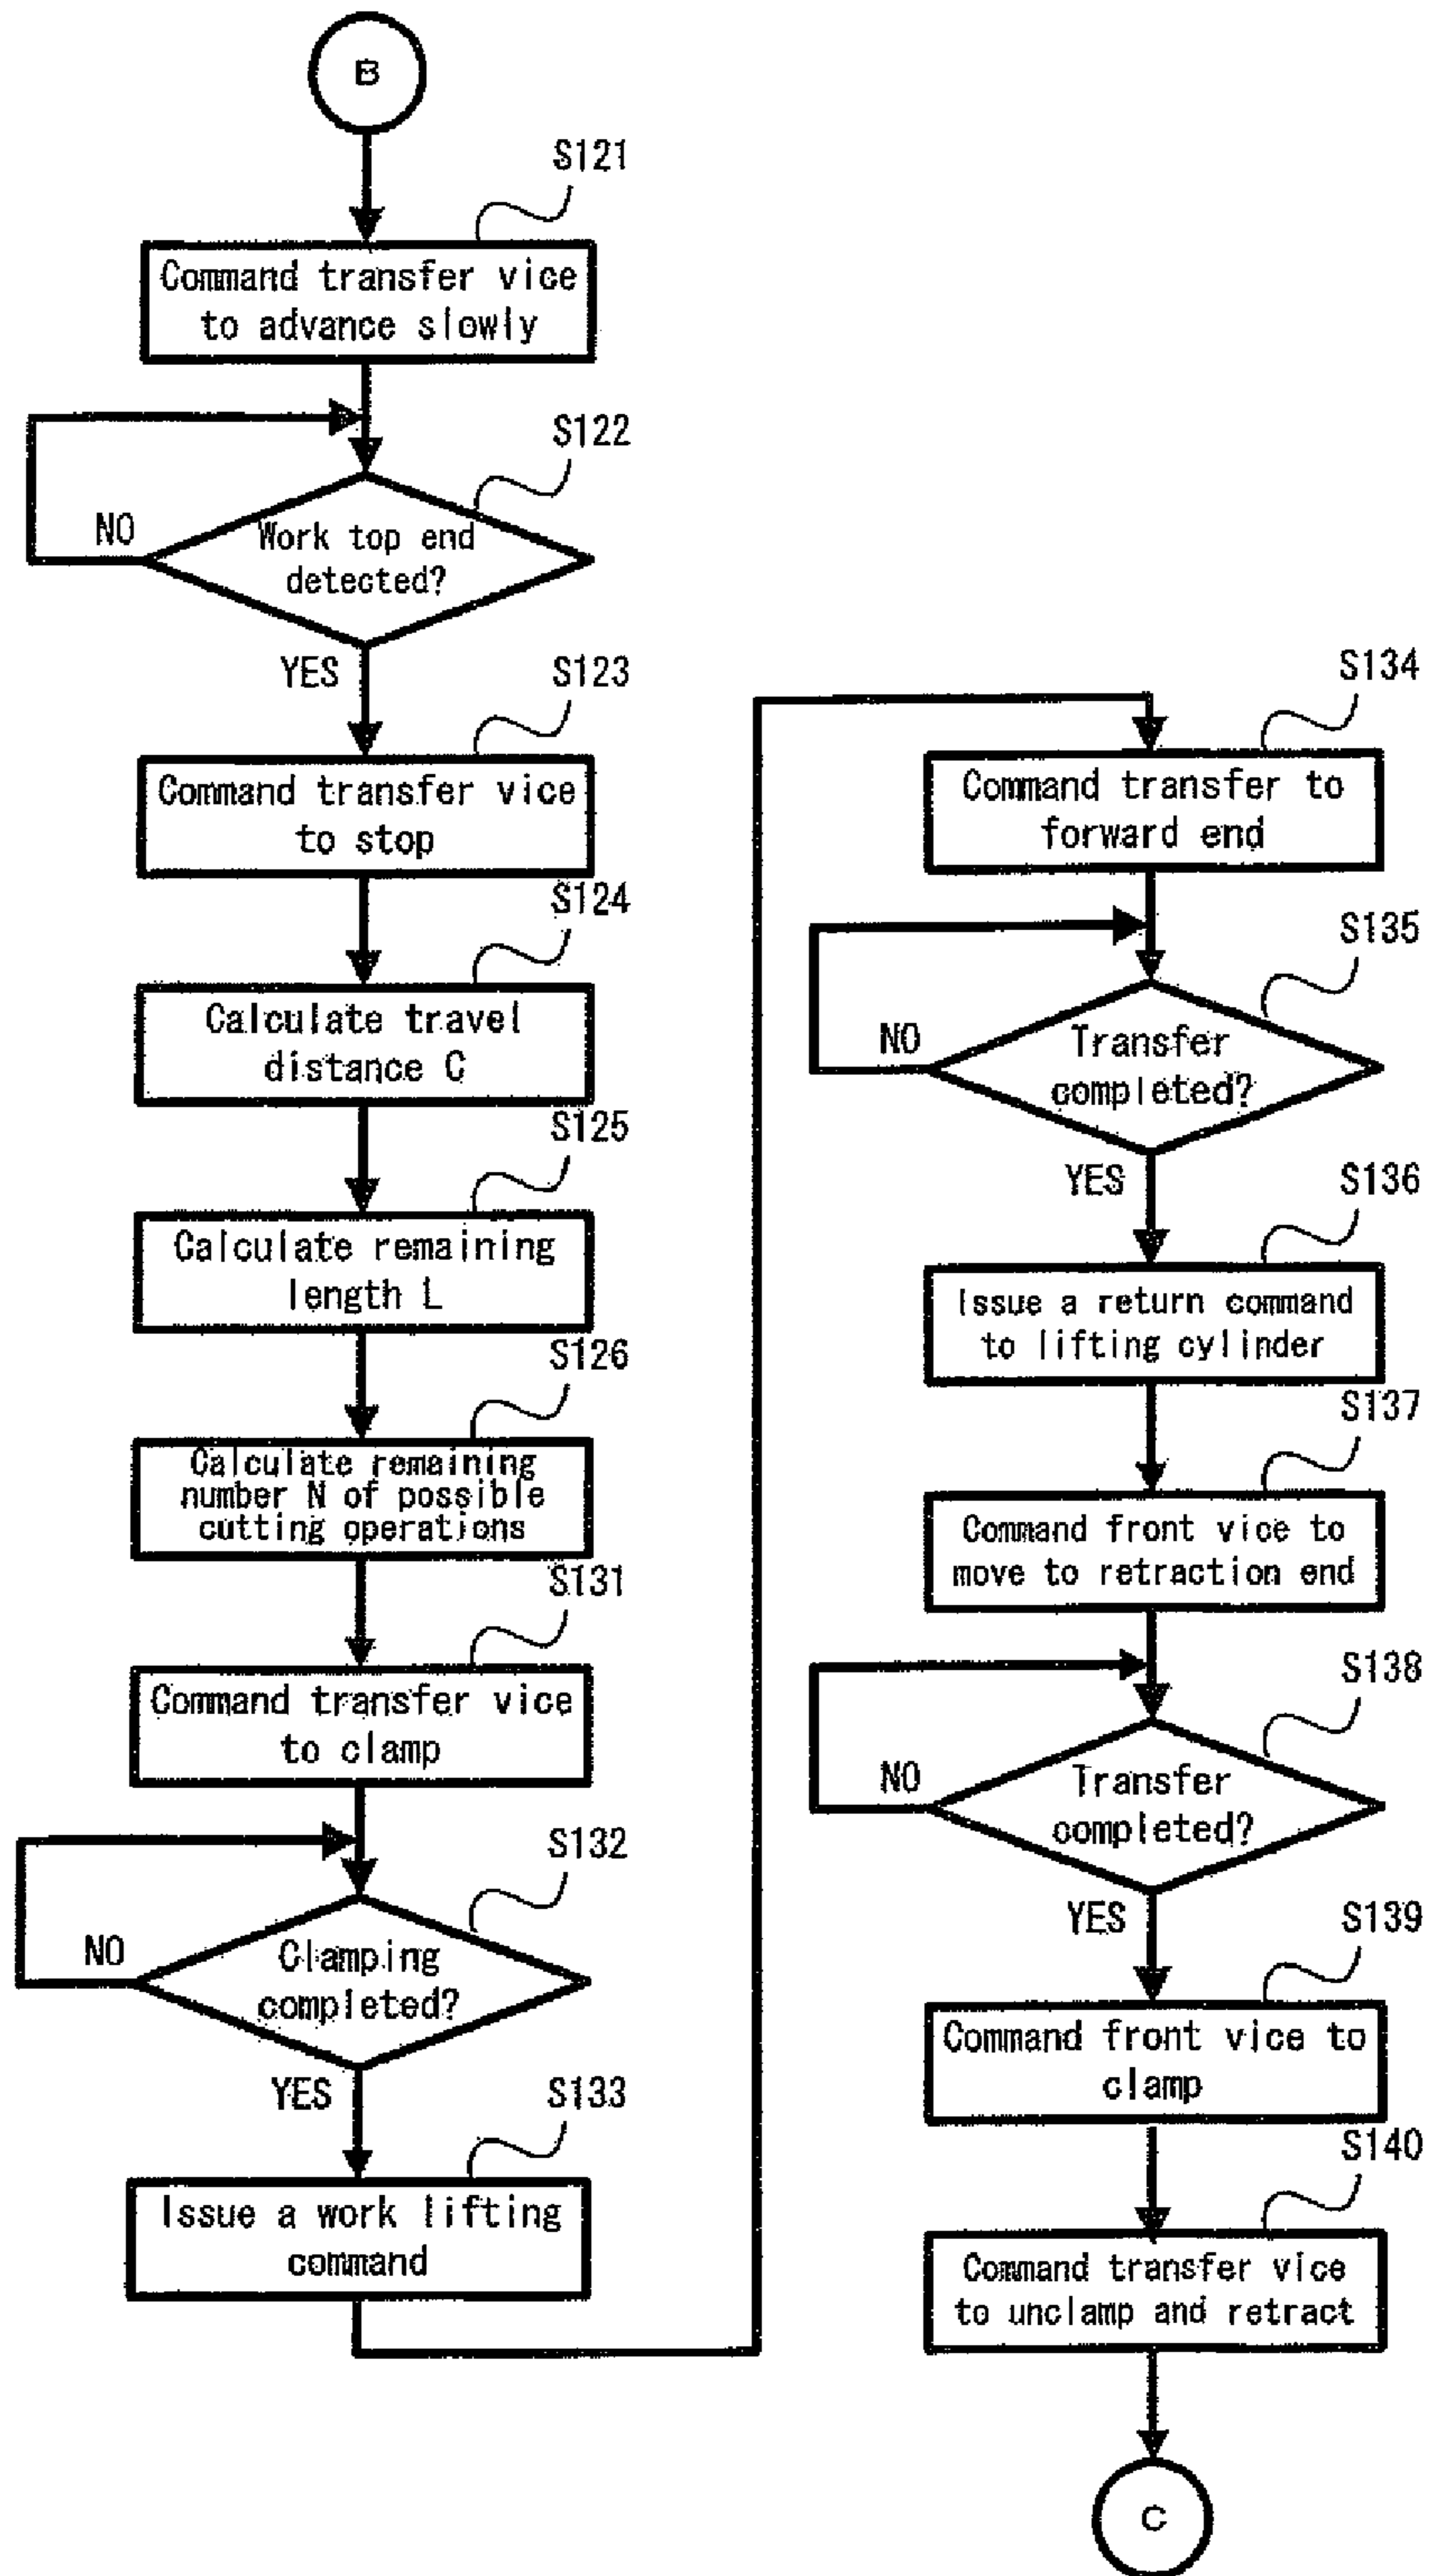 B
S121
Command transfer vice
to advance slowly
S122
NO
Work top end
detected?
YES
S123
Command transfer vice
to stop
S124
Calculate travel
distance C
S125
Calculate remaining
length L
S126
Calculate remaining
number N of possible
cutting operations
S131
Command transfer vice
to clamp
S132
NO
Clamping
completed?
YES
S133
Issue a work lifting
command
S134
Command transfer to
forward end
S135
NO
Transfer
completed?
YES
S136
Issue a return command
to lifting cylinder
S137
Command front vice to
move to retraction end
S138
NO
Transfer
completed?
YES
S139
Command front vice to
clamp
S140
Command transfer vice
to unclamp and retract
C